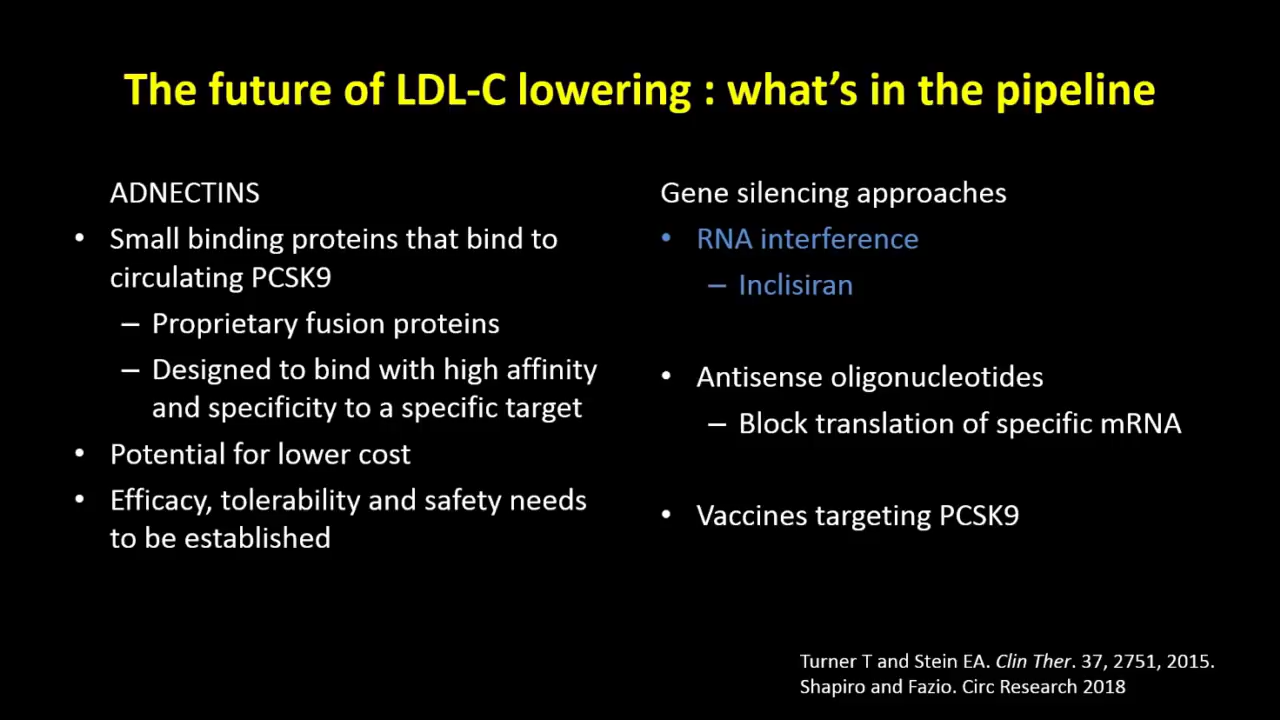 The future of LDL-C lowering : what's in the pipeline
ADNECTINS
• Small binding proteins that bind to
circulating PCSK9
– Proprietary fusion proteins
– Designed to bind with high affinity
and specificity to a specific target
• Potential for lower cost
• Efficacy, tolerability and safety needs
to be established
Gene silencing approaches
• RNA interference
– Inclisiran
• Antisense oligonucleotides
– Block translation of specific mRNA
• Vaccines targeting PCSK9
Turner T and Stein EA. Clin Ther. 37, 2751, 2015.
Shapiro and Fazio. Circ Research 2018